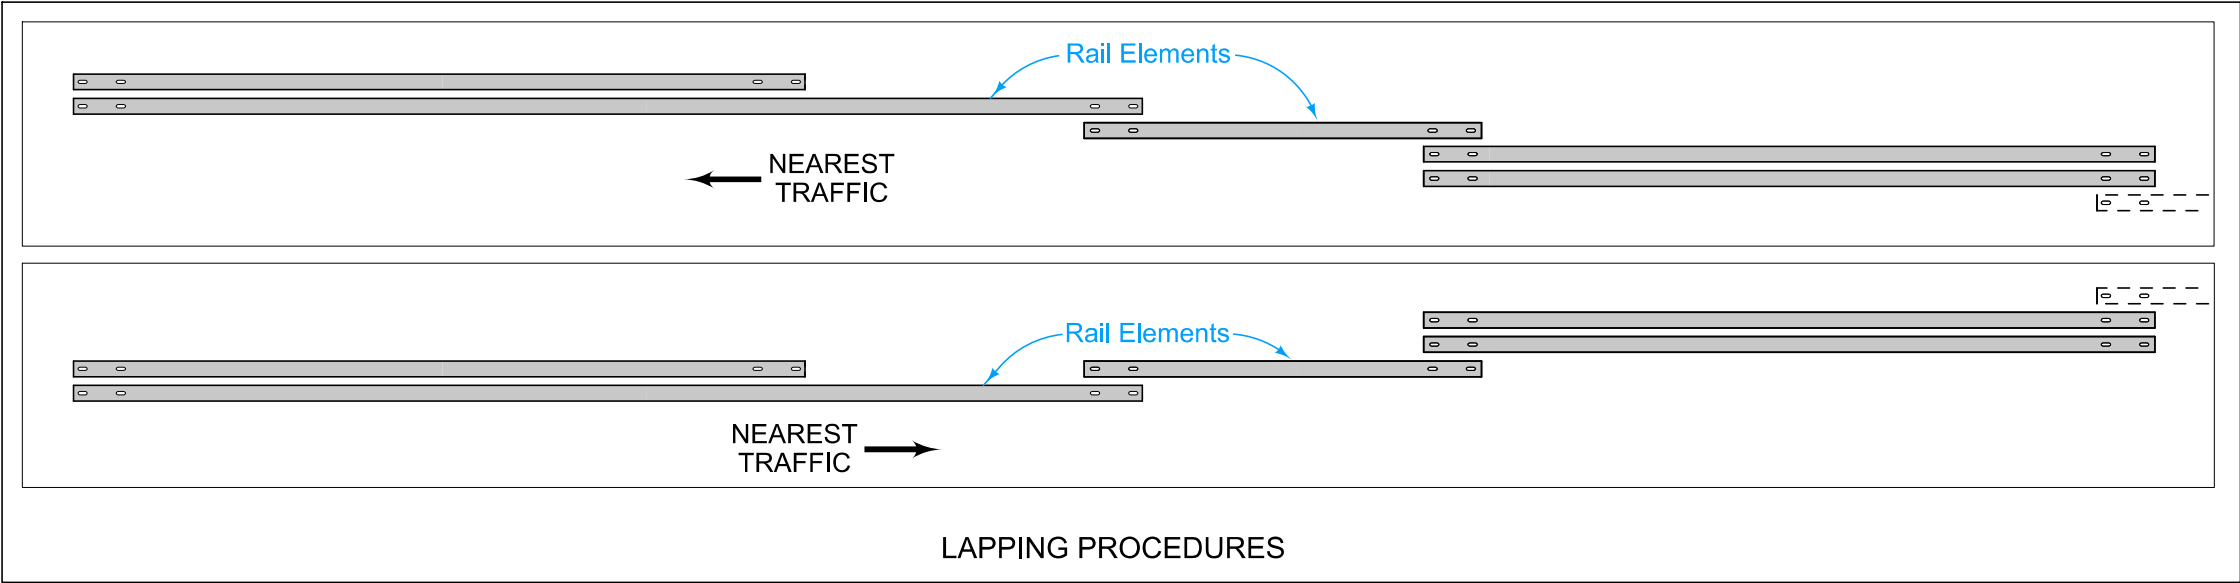 Rail Elements
NEAREST
TRAFFIC
Rail Elements
NEAREST
TRAFFIC
LAPPING PROCEDURES